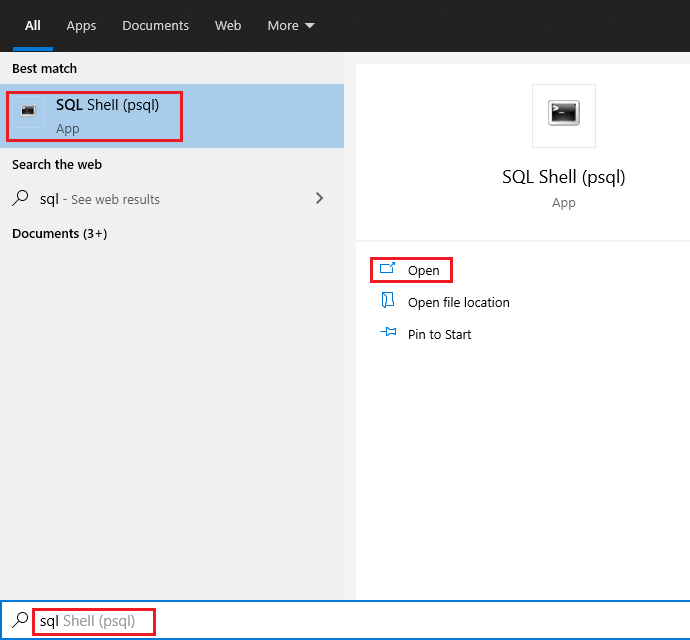 All Apps Documents Web More
Best match
SQL Shell (psql)
App
Search the web
sql - See web results
Documents (3+)
SQL Shell (psql)
App
Open
Open file location
Pin to Start
sql Shell (psql)